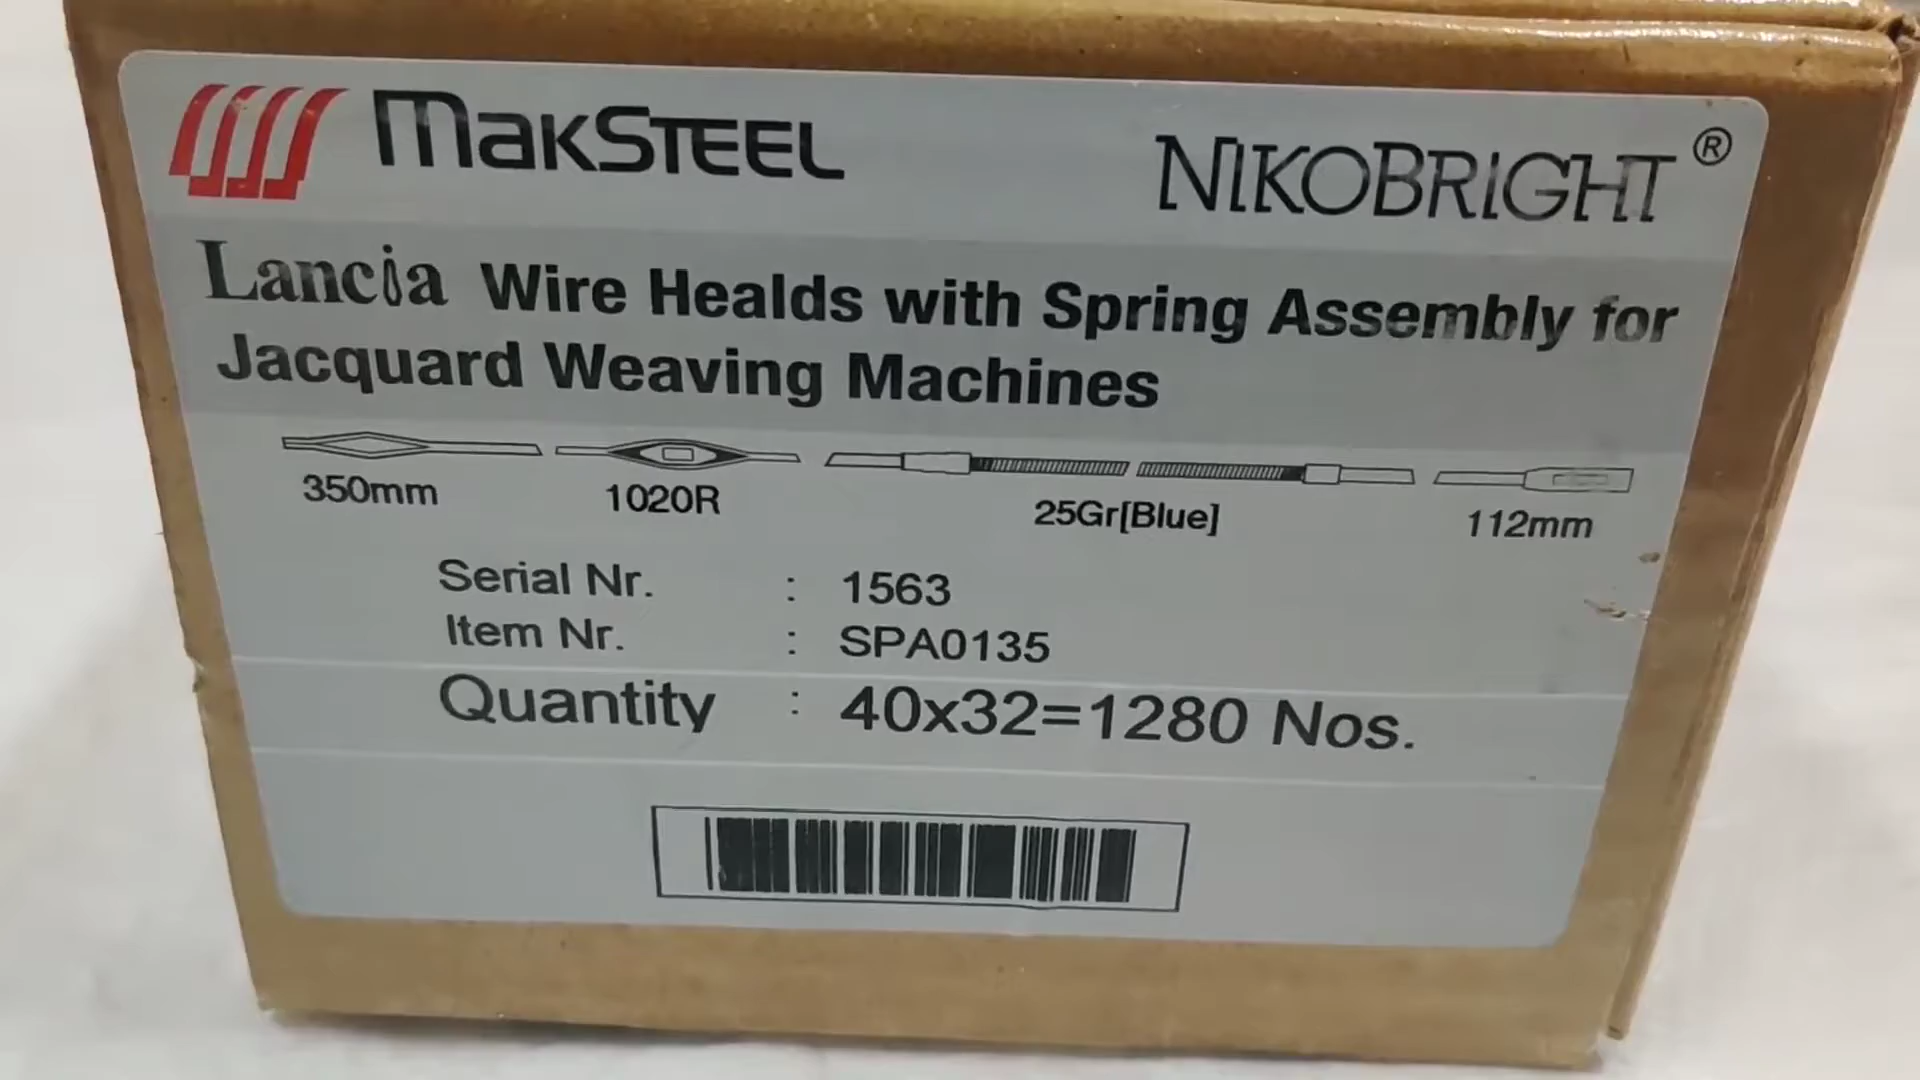 MAKSTEEL
NIKOBRIGHT ®
Lancia Wire Healds with Spring Assembly for
Jacquard Weaving Machines
350mm 1020R 25Gr[Blue] 112mm
Serial Nr. : 1563
Item Nr. : SPA0135
Quantity : 40x32=1280 Nos.